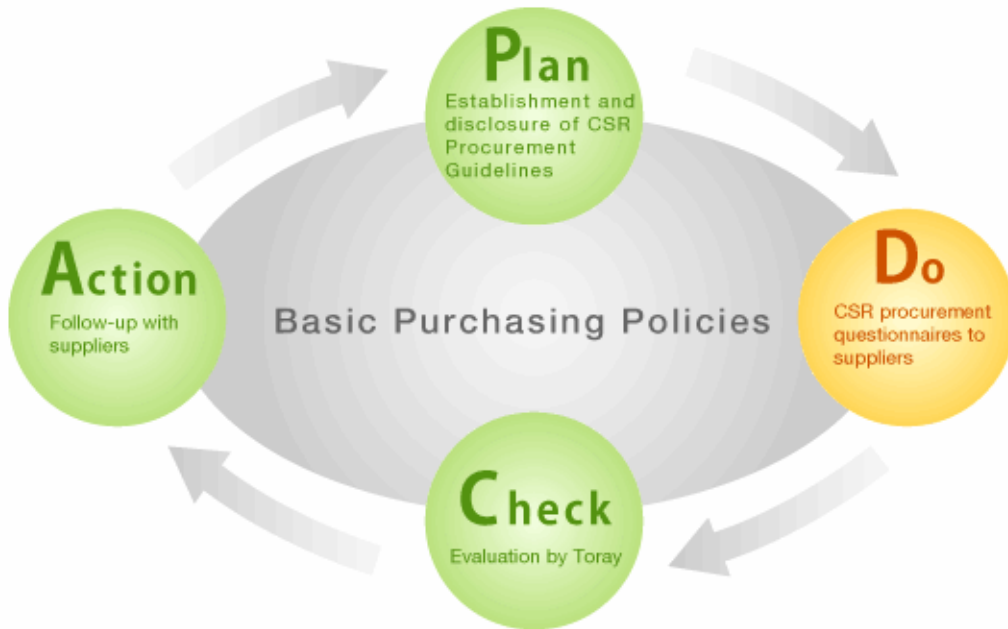 Plan
Establishment and
disclosure of CSR
Procurement
Guidelines
Action
Follow-up with
suppliers
Basic Purchasing Policies
Do
CSR procurement
questionnaires to
suppliers
Check
Evaluation by Toray